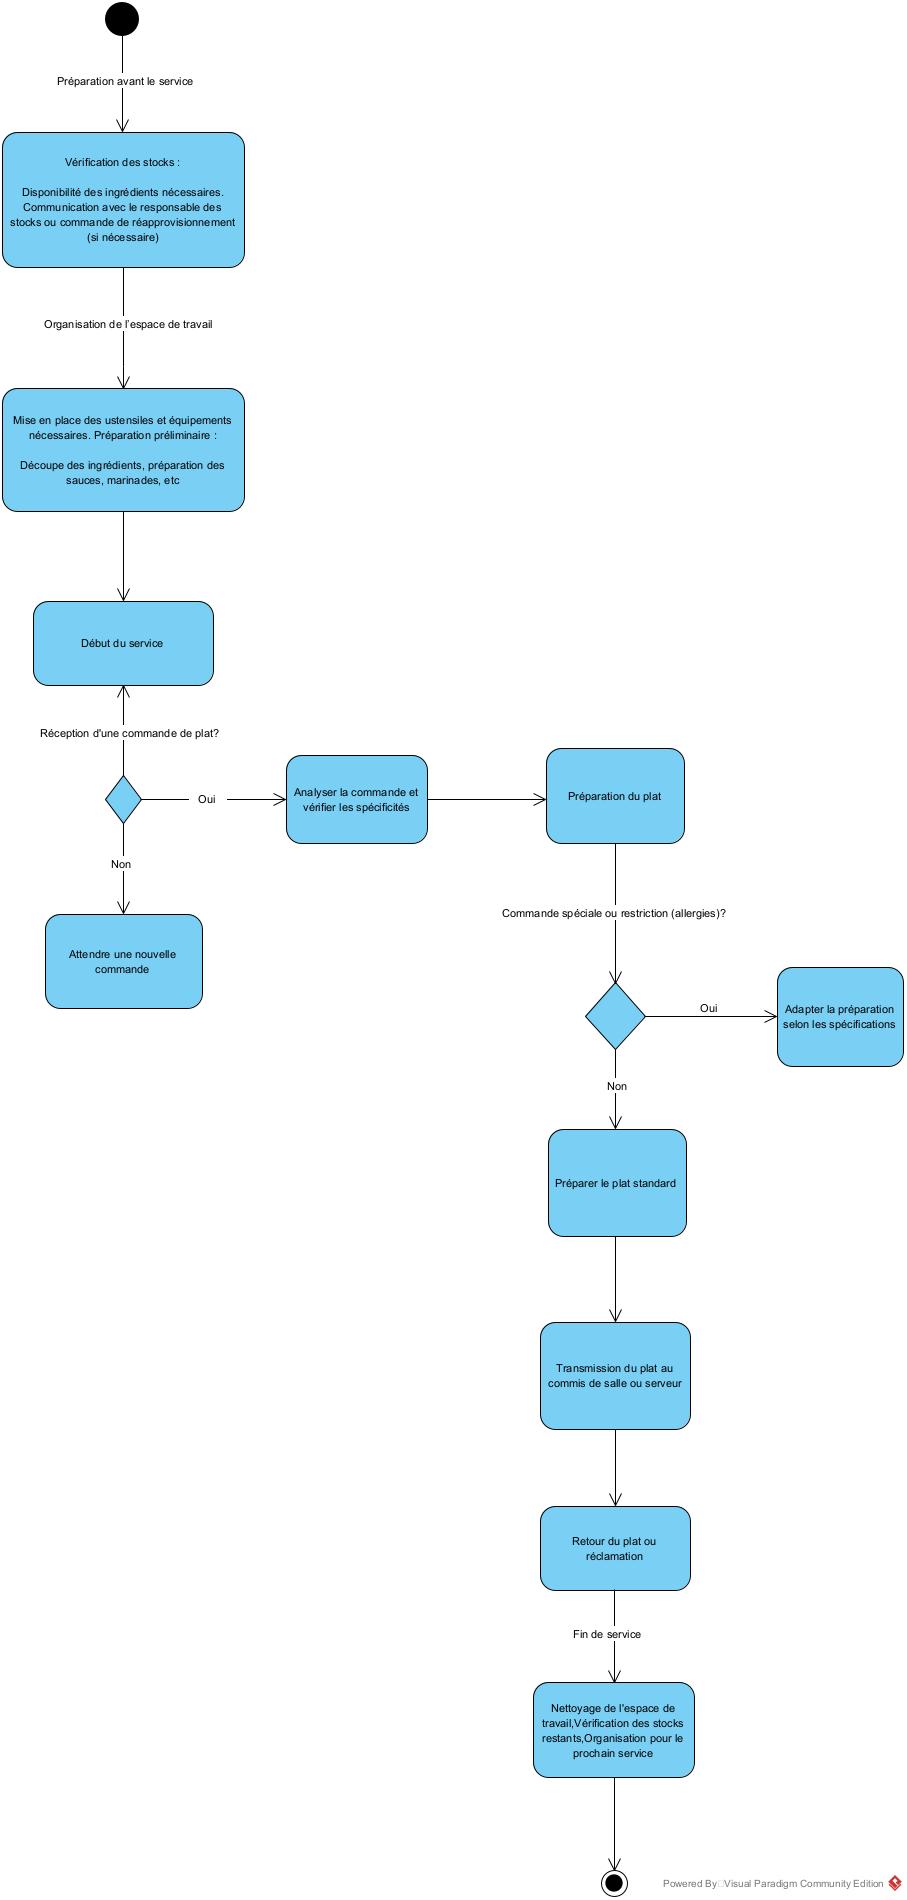 Préparation avant le service
Vérification des stocks :
Disponibilité des ingrédients nécessaires.
Communication avec le responsable des
stocks ou commande de réapprovisionnement
(si nécessaire)
Organisation de l'espace de travail
Mise en place des ustensiles et équipements
nécessaires. Préparation préliminaire :
Découpe des ingrédients, préparation des
sauces, marinades, etc
Début du service
Réception d'une commande de plat?
Oui
Analyser la commande et
vérifier les spécificités
Préparation du plat
Non
Attendre une nouvelle
commande
Commande spéciale ou restriction (allergies)?
Oui
Adapter la préparation
selon les spécifications
Non
Préparer le plat standard
Transmission du plat au
commis de salle ou serveur
Retour du plat ou
réclamation
Fin de service
Nettoyage de l'espace de
travail,Vérification des stocks
restants,Organisation pour le
prochain service
Powered By Visual Paradigm Community Edition